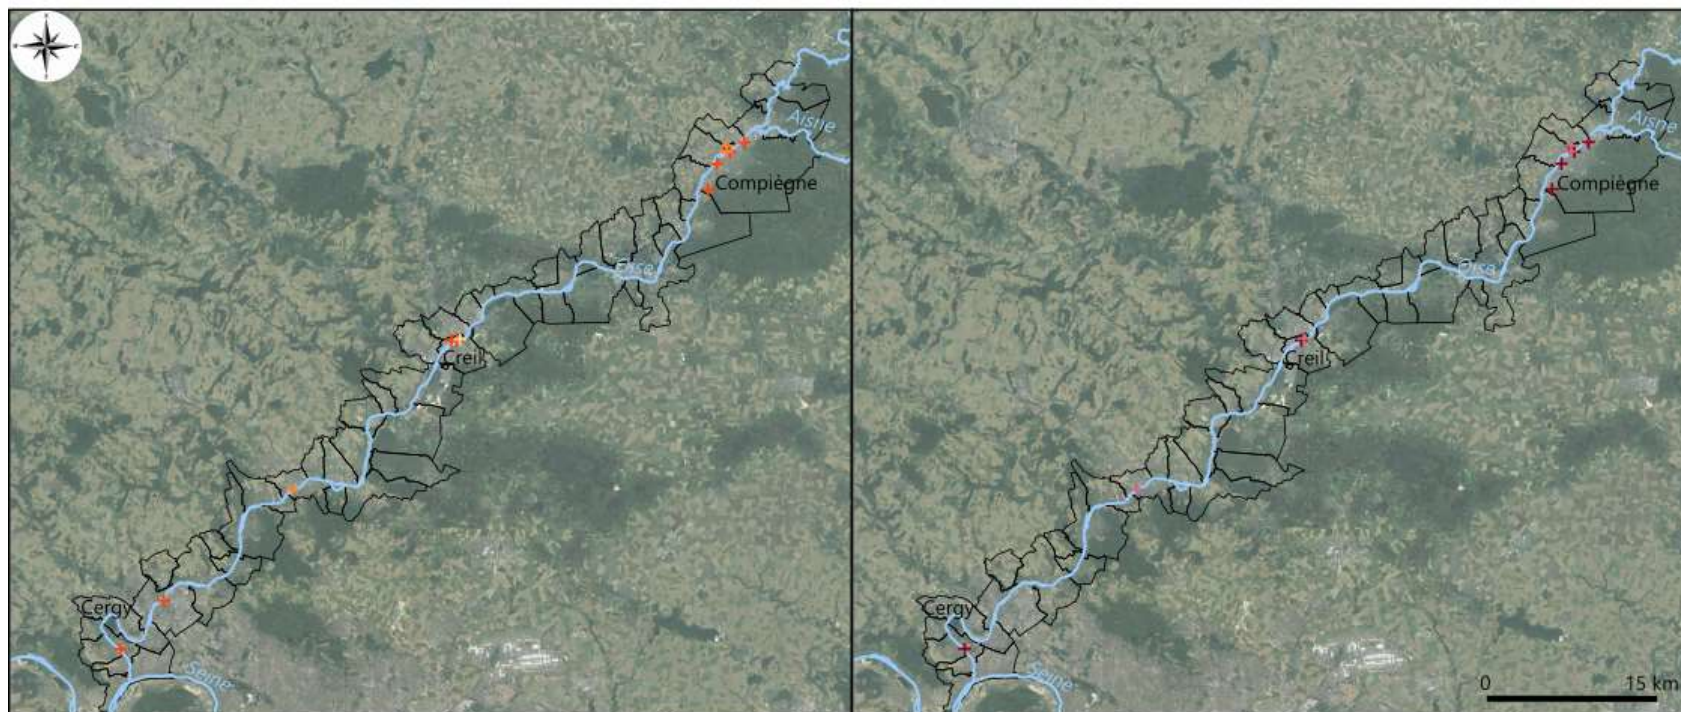 Aisne
Compiègne
Oise
Creil
Cergy
Seine
Aisne
Compiègne
Oise
Creil
Cergy
Seine
0 15 km